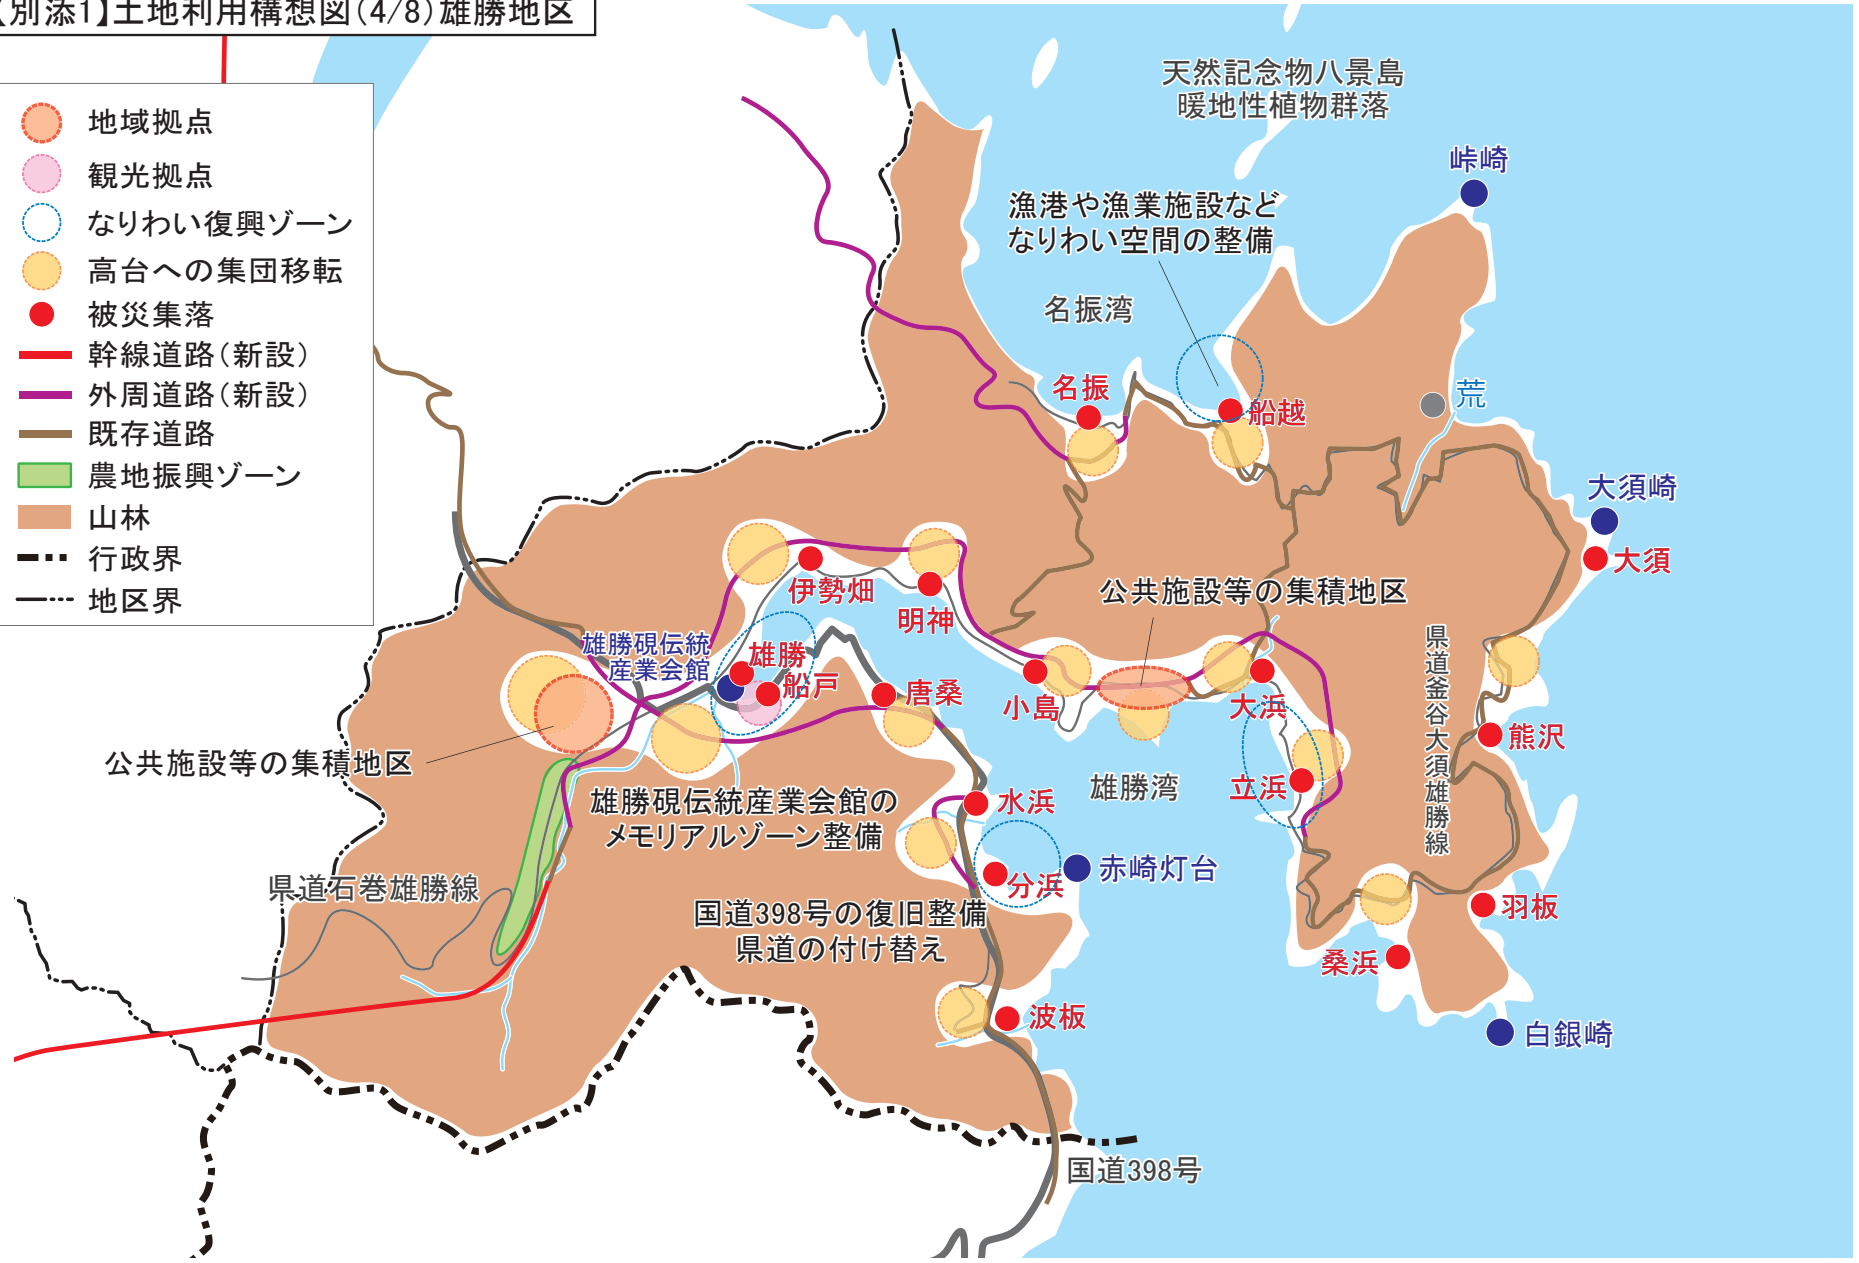 【別添1】土地利用構想図(4/8)雄勝地区
地域拠点
観光拠点
なりわい復興ゾーン
高台への集団移転
被災集落
幹線道路(新設)
外周道路(新設)
既存道路
農地振興ゾーン
山林
行政界
地区界
天然記念物八景島
暖地性植物群落
峠崎
漁港や漁業施設など
なりわい空間の整備
名振湾
名振
船越
荒
大須崎
大須
伊勢畑
明神
公共施設等の集積地区
雄勝硯伝統
産業会館
雄勝
船戸
唐桑
小島
大浜
県道釜谷大須雄勝線
熊沢
公共施設等の集積地区
雄勝硯伝統産業会館の
メモリアルゾーン整備
水浜
雄勝湾
立浜
赤崎灯台
分浜
県道石巻雄勝線
国道398号の復旧整備
県道の付け替え
羽板
桑浜
波板
白銀崎
国道398号